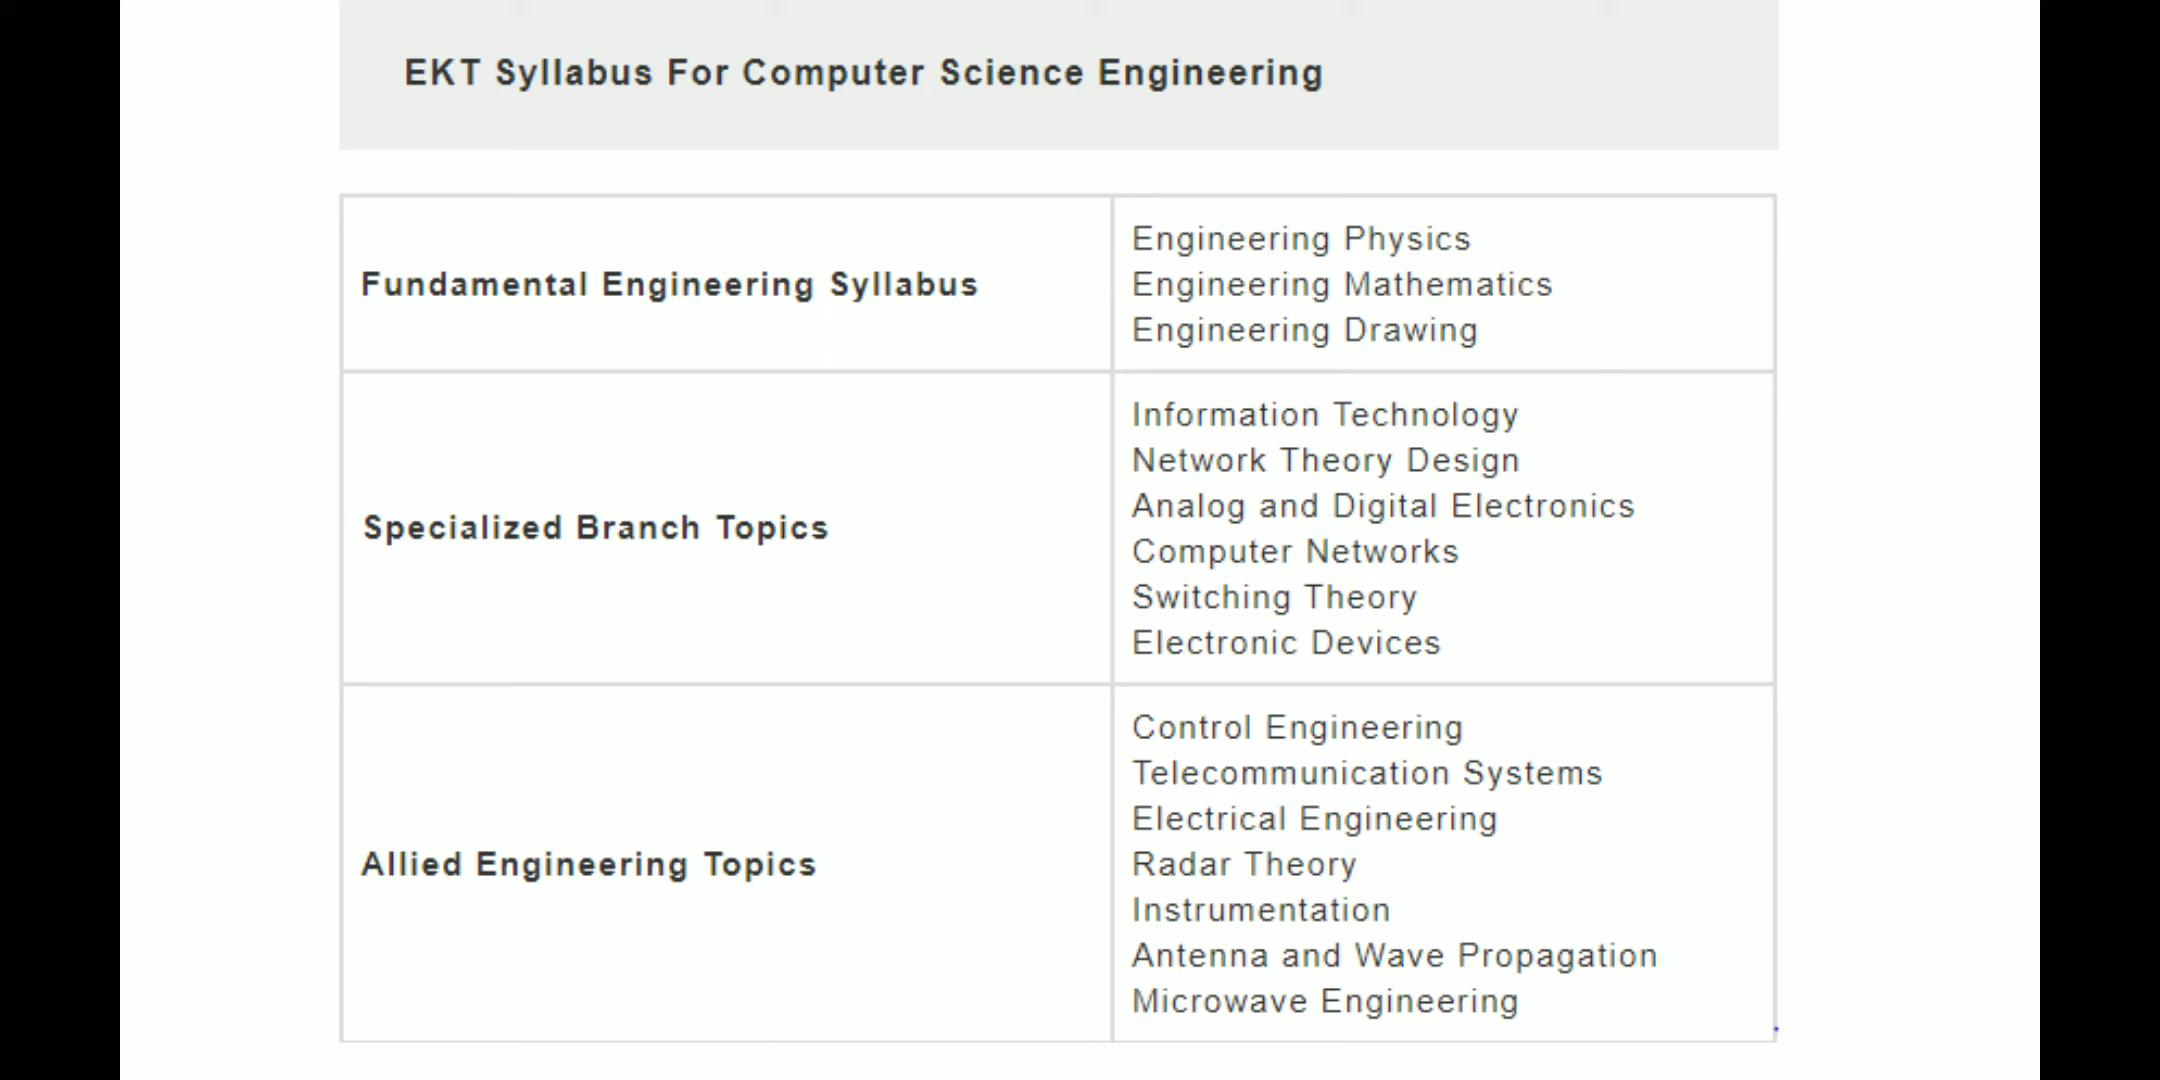 EKT Syllabus For Computer Science Engineering
Fundamental Engineering Syllabus
Engineering Physics
Engineering Mathematics
Engineering Drawing
Specialized Branch Topics
Information Technology
Network Theory Design
Analog and Digital Electronics
Computer Networks
Switching Theory
Electronic Devices
Allied Engineering Topics
Control Engineering
Telecommunication Systems
Electrical Engineering
Radar Theory
Instrumentation
Antenna and Wave Propagation
Microwave Engineering